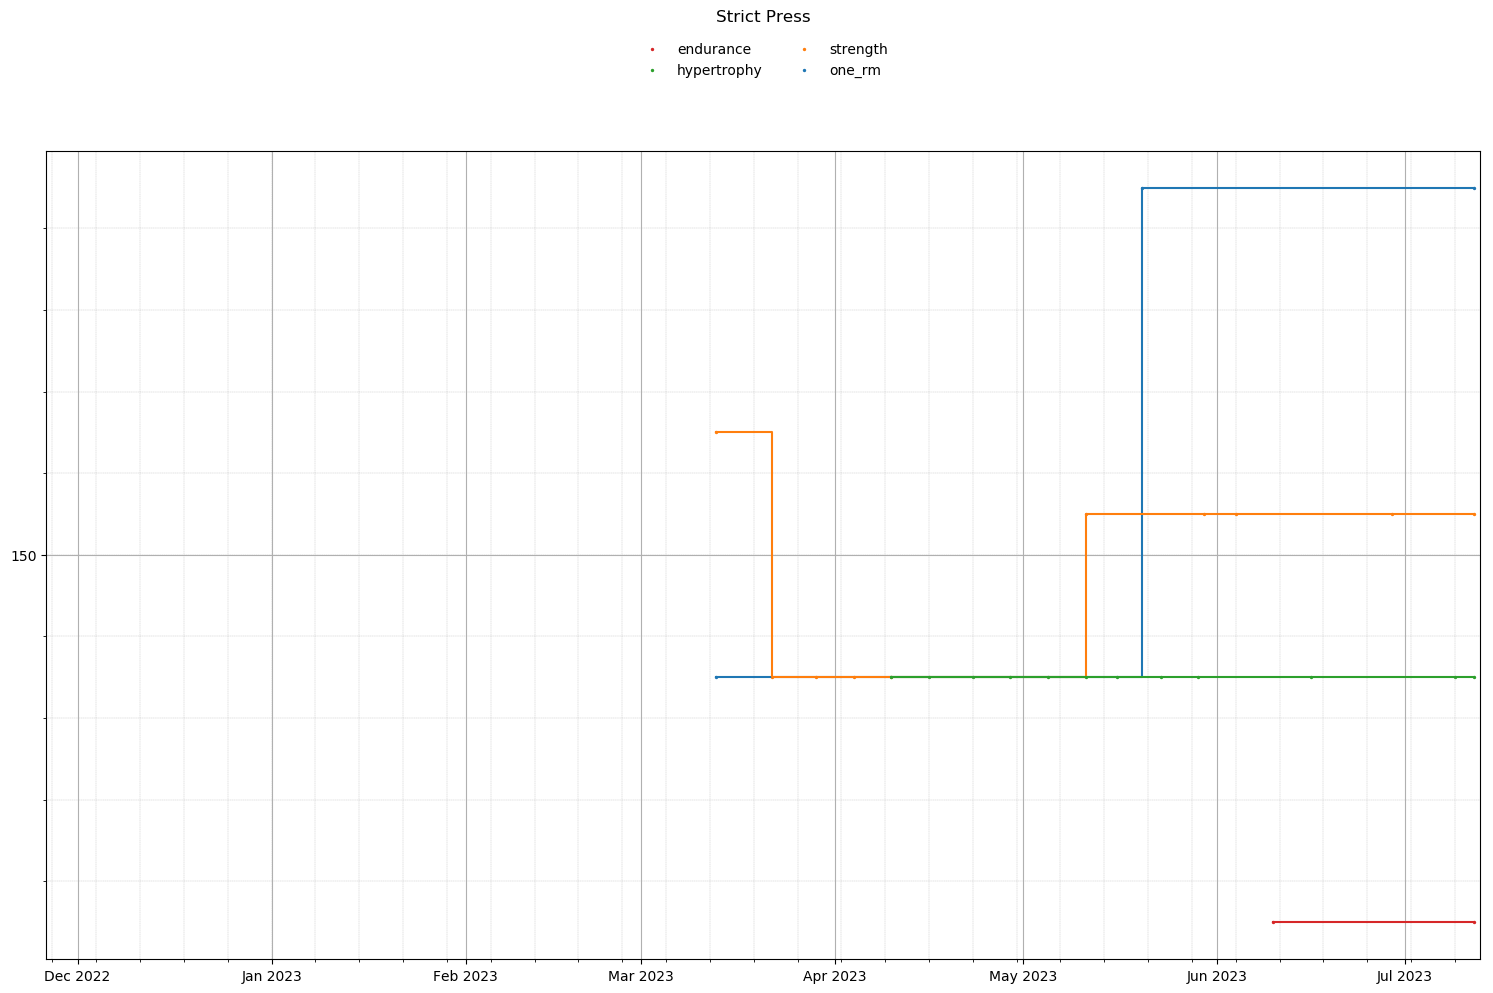 Strict Press
endurance
hypertrophy
strength
one_rm
150
Dec 2022
Jan 2023
Feb 2023
Mar 2023
Apr 2023
May 2023
Jun 2023
Jul 2023